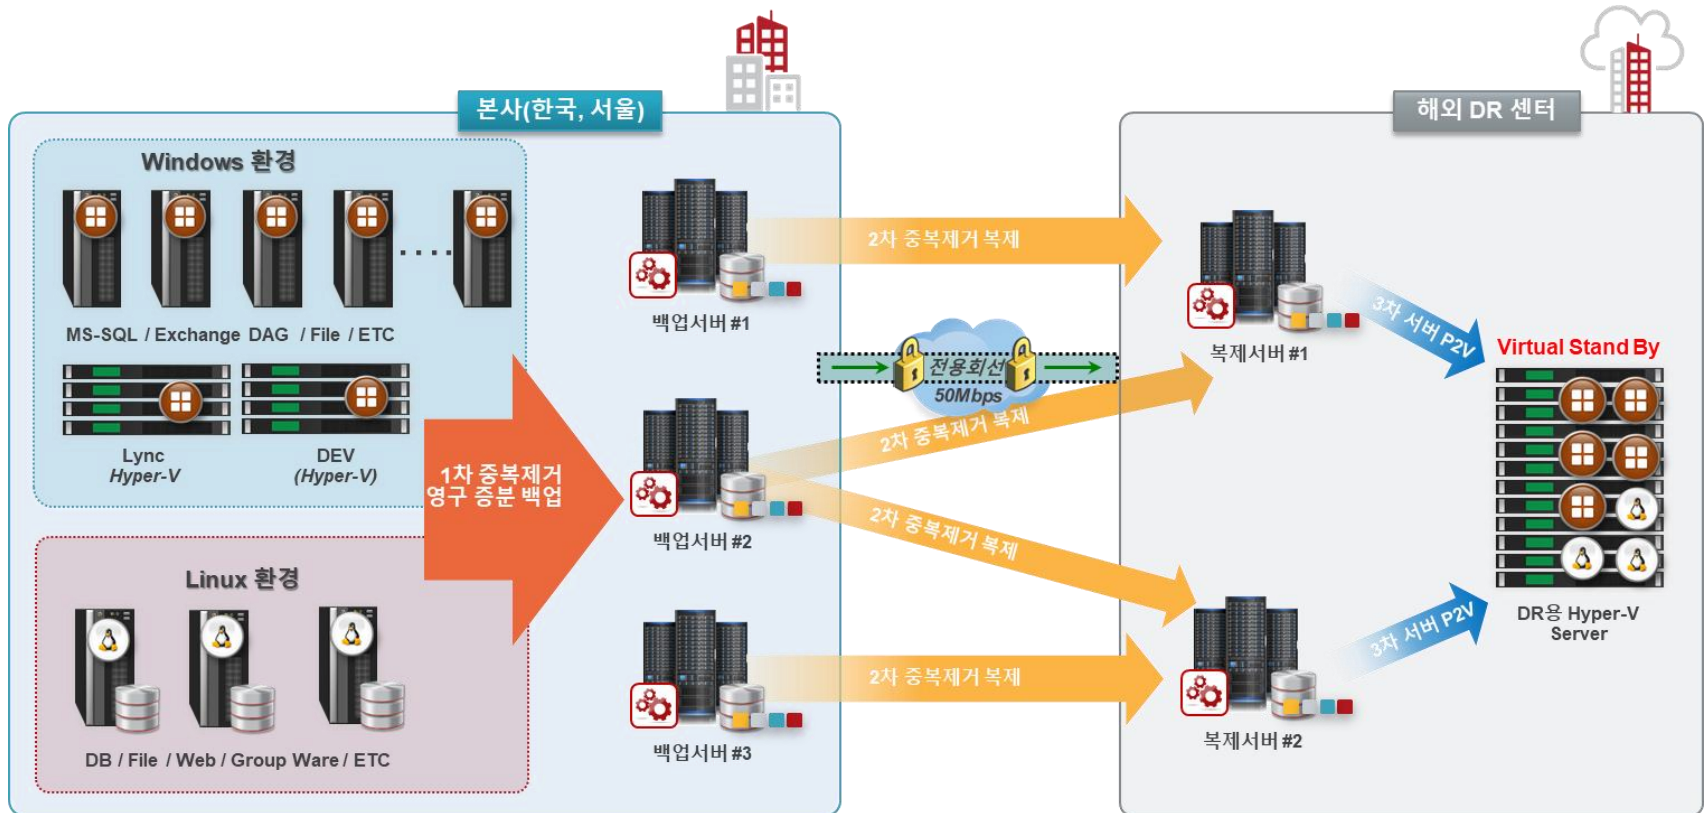 본사(한국, 서울)
해외 DR 센터
Windows 환경
MS-SQL / Exchange DAG / File / ETC
Lync
Hyper-V
DEV
(Hyper-V)
1차 중복제거
영구 증분 백업
Linux 환경
DB / File / Web / Group Ware / ETC
백업서버 #1
백업서버 #2
백업서버 #3
2차 중복제거 복제
전용회선
50Mbps
2차 중복제거 복제
2차 중복제거 복제
2차 중복제거 복제
복제서버 #1
복제서버 #2
3차 서버 P2V
3차 서버 P2V
Virtual Stand By
DR용 Hyper-V
Server